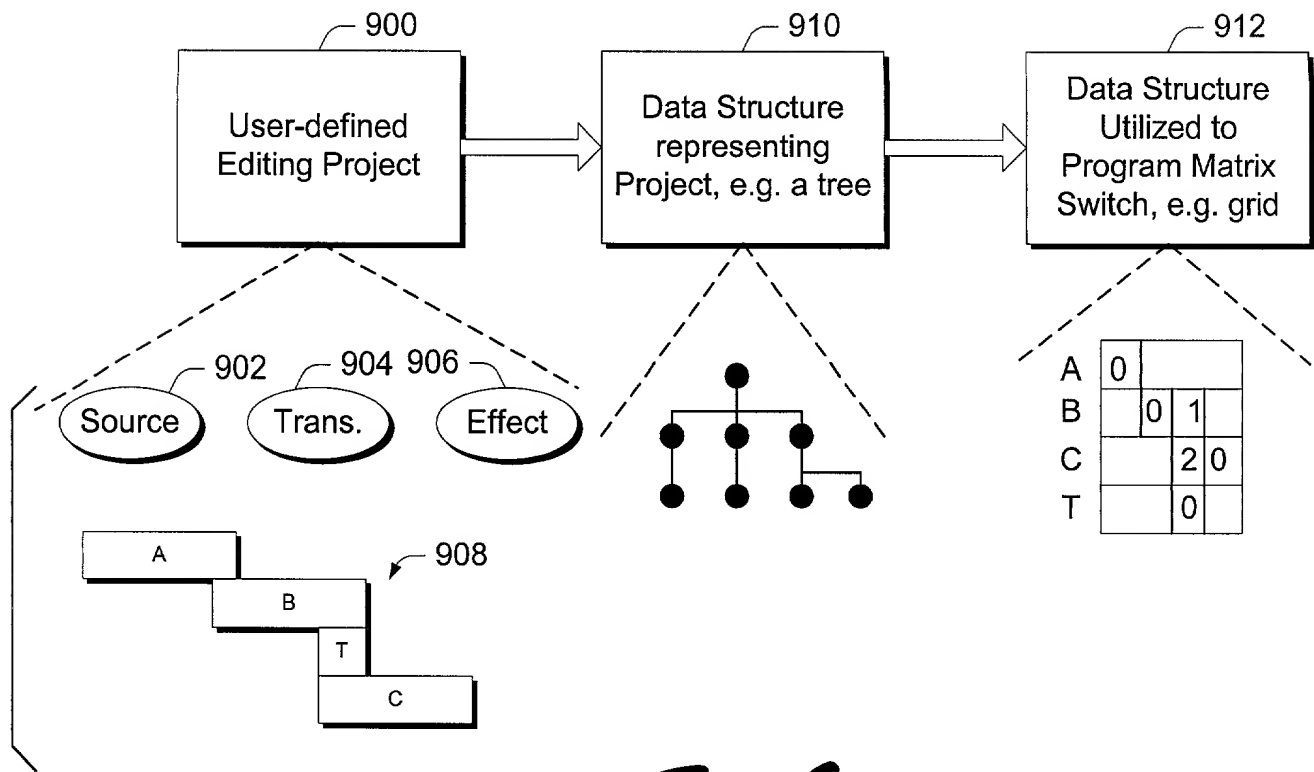 900
910
912
User-defined
Editing Project
Data Structure
representing
Project, e.g. a tree
Data Structure
Utilized to
Program Matrix
Switch, e.g. grid
902
904
906
Source
Trans.
Effect
A
B
T
C
908
A 0
B 0 1
C 2 0
T 0